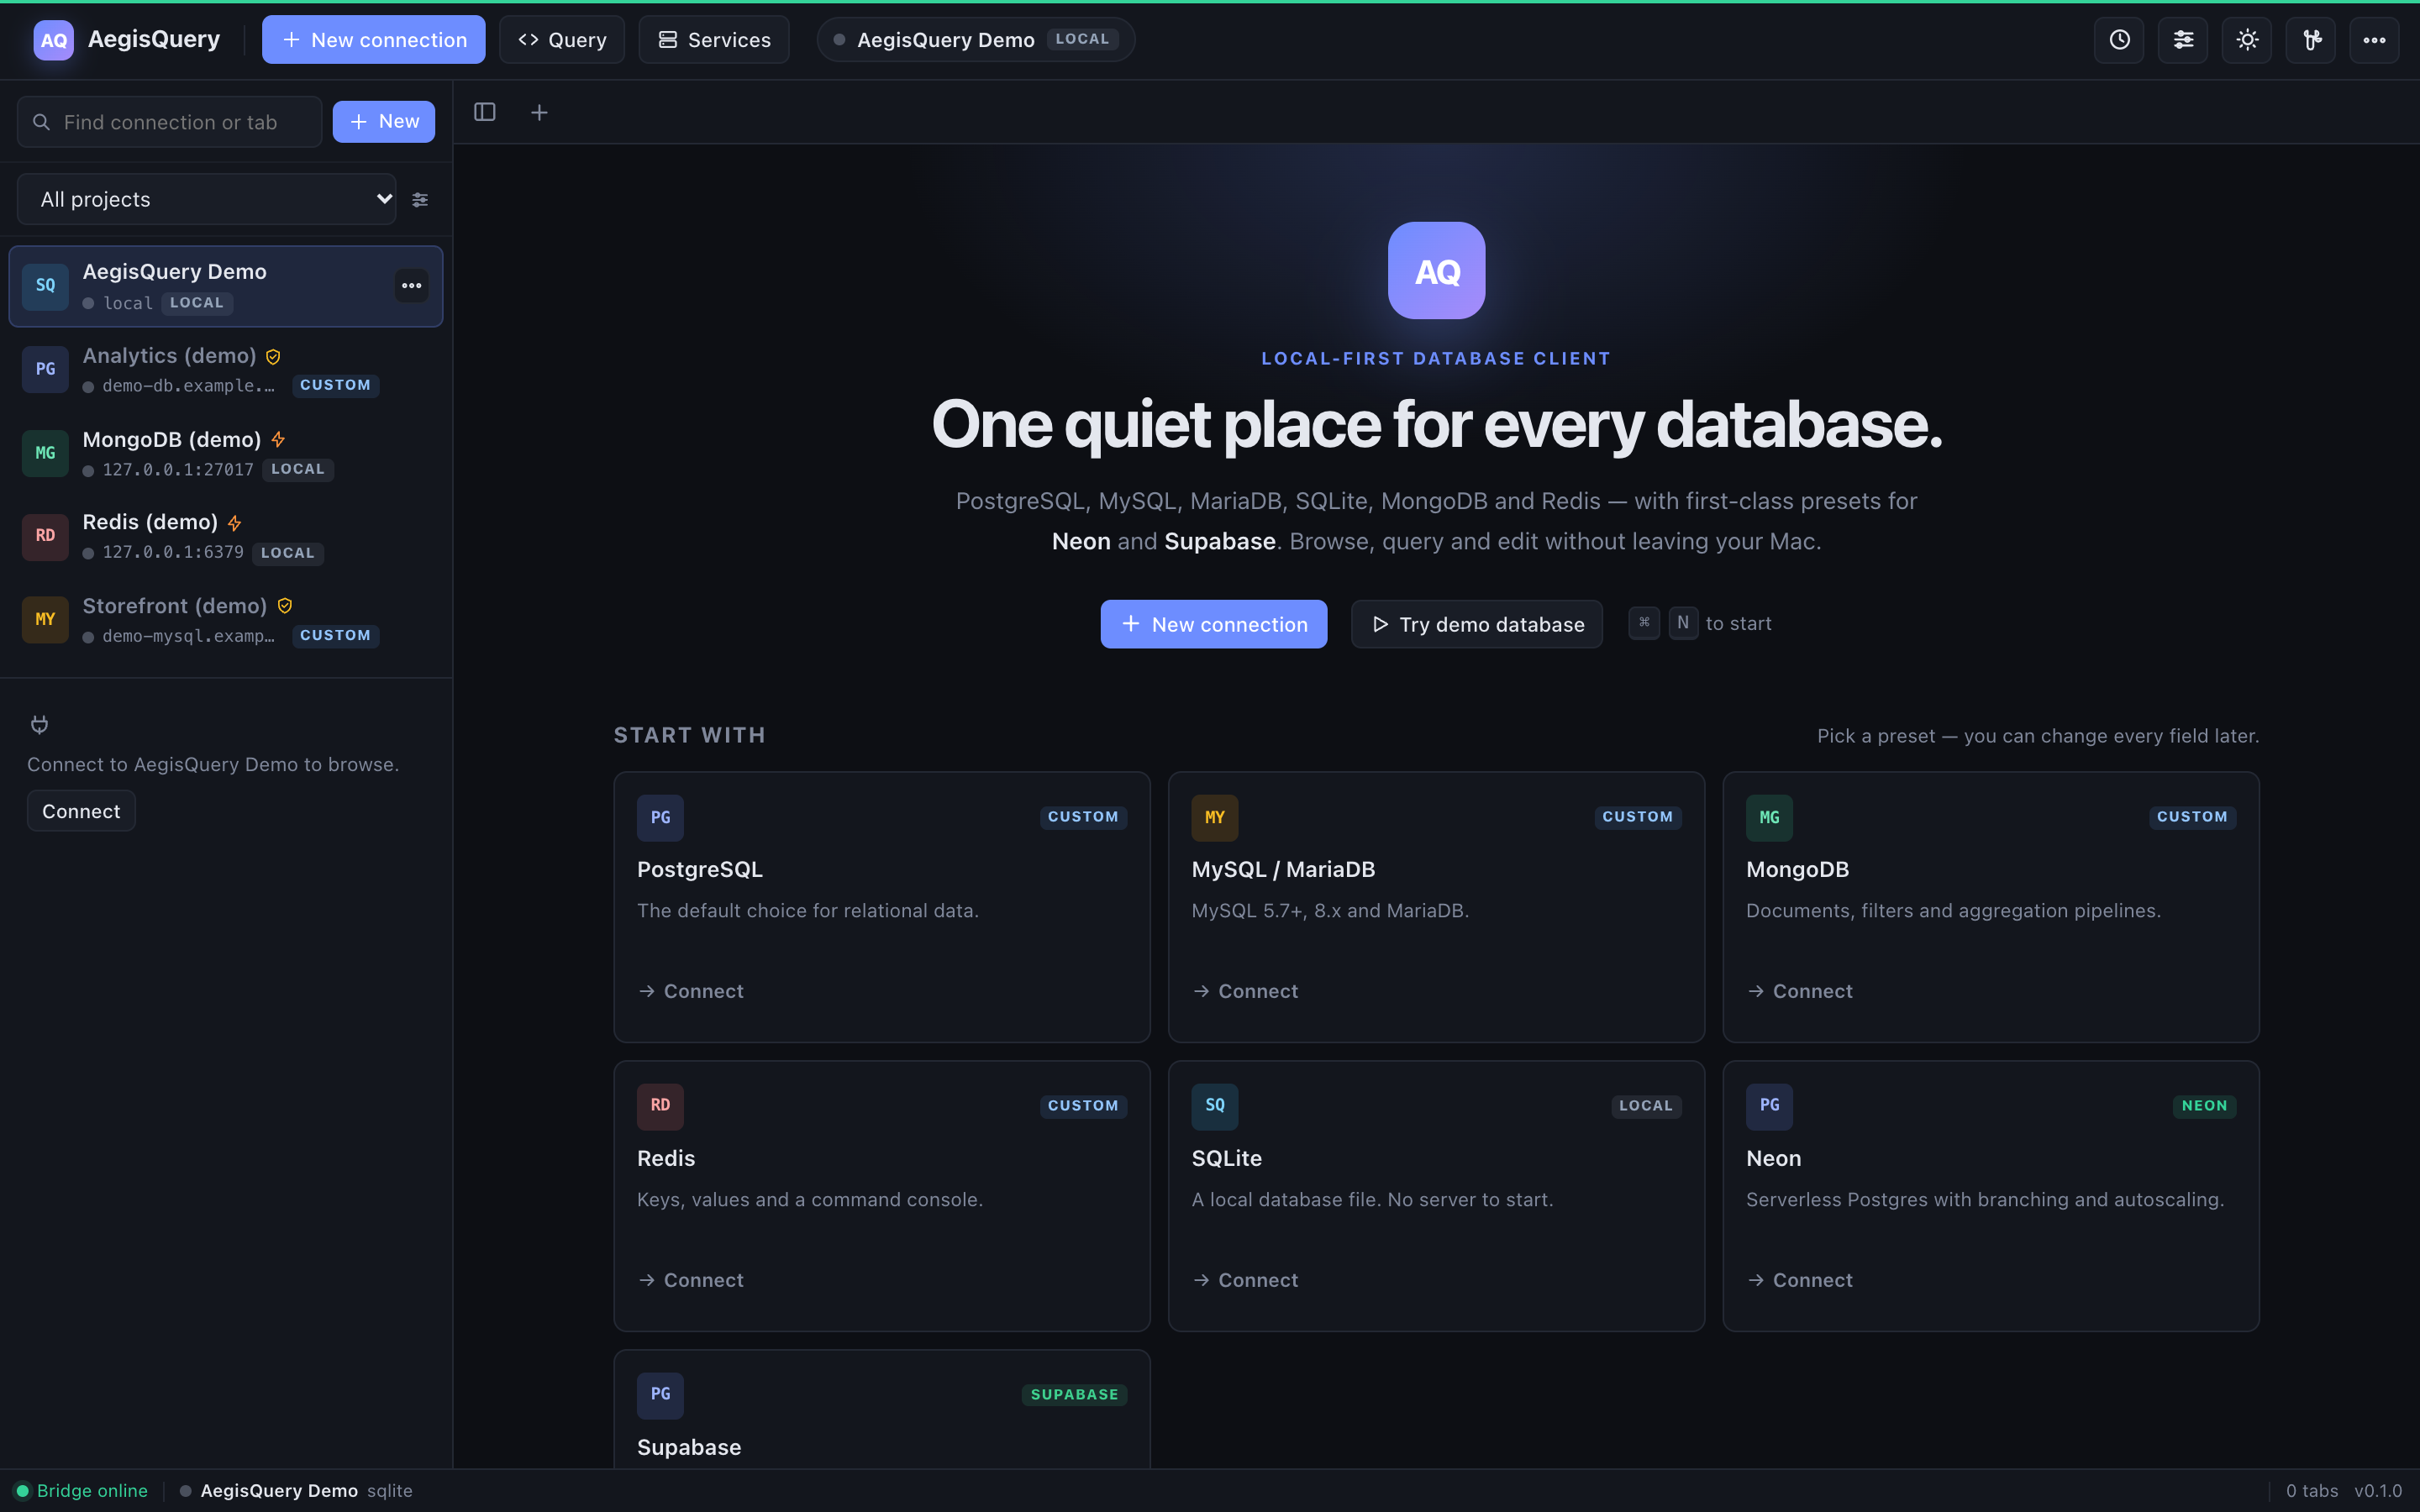 AQ AegisQuery New connection Query Services AegisQuery Demo LOCAL
Find connection or tab New
All projects
SQ AegisQuery Demo
local LOCAL
PG Analytics (demo)
demo-db.example.… CUSTOM
MG MongoDB (demo)
127.0.0.1:27017 LOCAL
RD Redis (demo)
127.0.0.1:6379 LOCAL
MY Storefront (demo)
demo-mysql.examp… CUSTOM
Connect to AegisQuery Demo to browse.
Connect
AQ
LOCAL-FIRST DATABASE CLIENT
One quiet place for every database.
PostgreSQL, MySQL, MariaDB, SQLite, MongoDB and Redis — with first-class presets for
Neon and Supabase. Browse, query and edit without leaving your Mac.
New connection Try demo database ⌘ N to start
START WITH Pick a preset — you can change every field later.
PG CUSTOM
PostgreSQL
The default choice for relational data.
→ Connect
MY CUSTOM
MySQL / MariaDB
MySQL 5.7+, 8.x and MariaDB.
→ Connect
MG CUSTOM
MongoDB
Documents, filters and aggregation pipelines.
→ Connect
RD CUSTOM
Redis
Keys, values and a command console.
→ Connect
SQ LOCAL
SQLite
A local database file. No server to start.
→ Connect
PG NEON
Neon
Serverless Postgres with branching and autoscaling.
→ Connect
PG SUPABASE
Supabase
Bridge online AegisQuery Demo sqlite 0 tabs v0.1.0